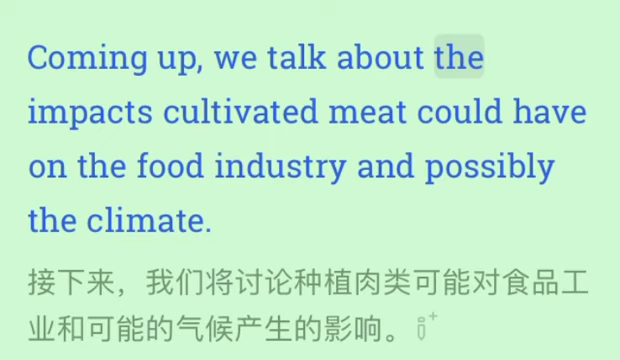 Coming up, we talk about the
impacts cultivated meat could have
on the food industry and possibly
the climate.
接下来，我们将讨论种植肉类可能对食品工
业和可能的气候产生的影响。